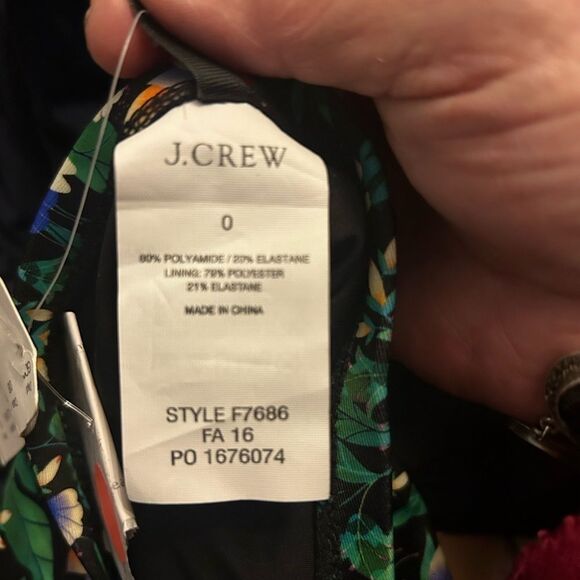 J.CREW
0
80% POLYAMIDE / 20% ELASTANE
LINING: 79% POLYESTER
21% ELASTANE
MADE IN CHINA
STYLE F7686
FA 16
PO 1676074